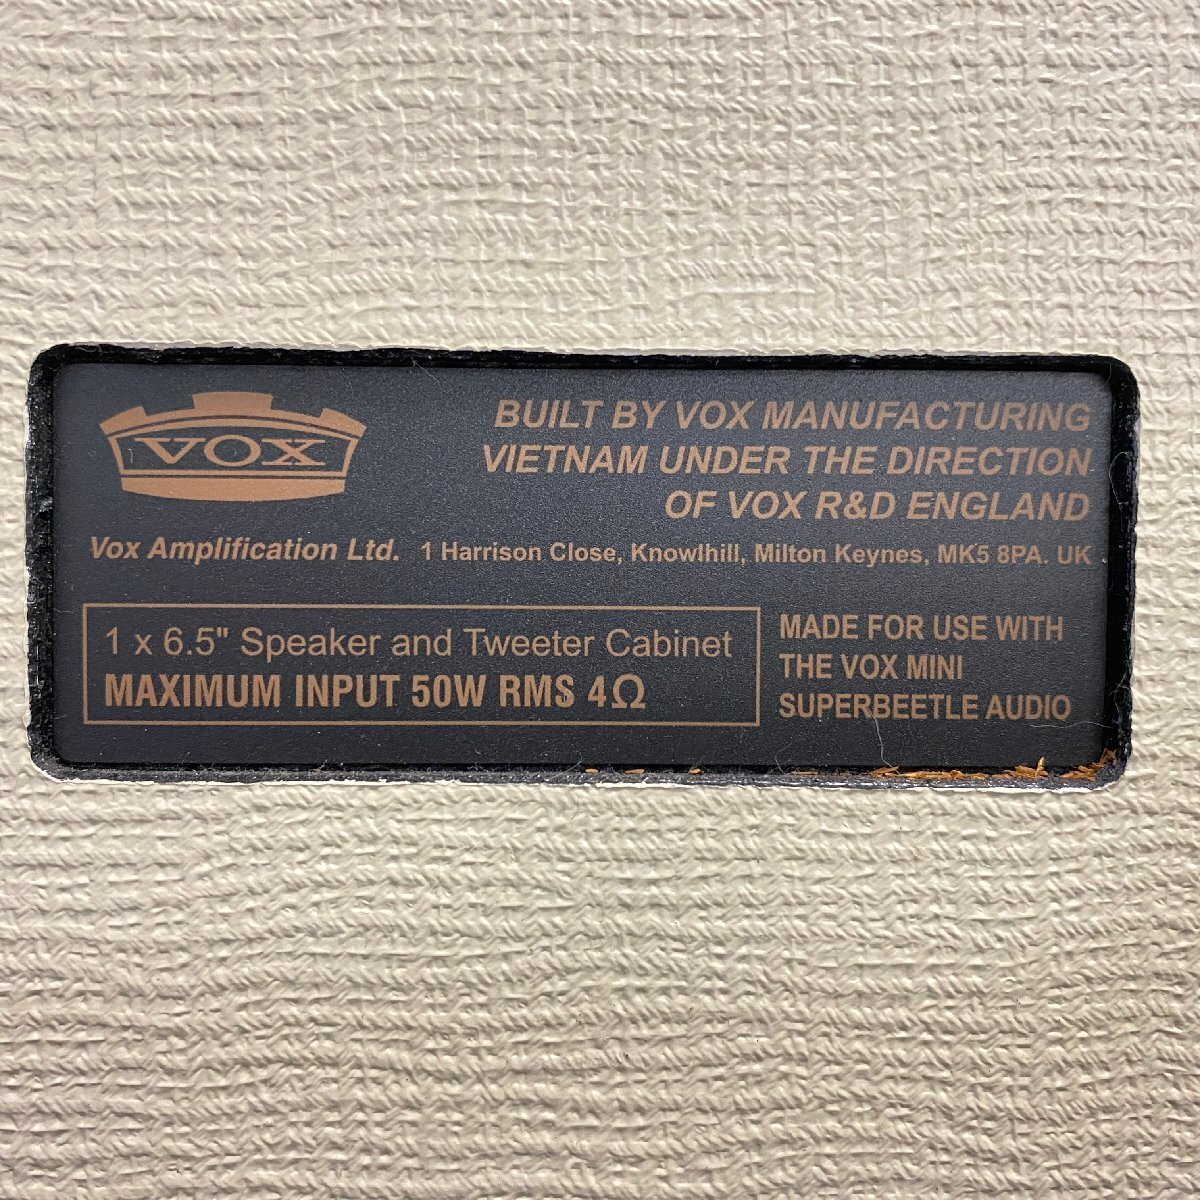 VOX
BUILT BY VOX MANUFACTURING
VIETNAM UNDER THE DIRECTION
OF VOX R&D ENGLAND
Vox Amplification Ltd. 1 Harrison Close, Knowlhill, Milton Keynes, MK5 8PA. UK
1 x 6.5" Speaker and Tweeter Cabinet
MAXIMUM INPUT 50W RMS 4Ω
MADE FOR USE WITH
THE VOX MINI
SUPERBEETLE AUDIO